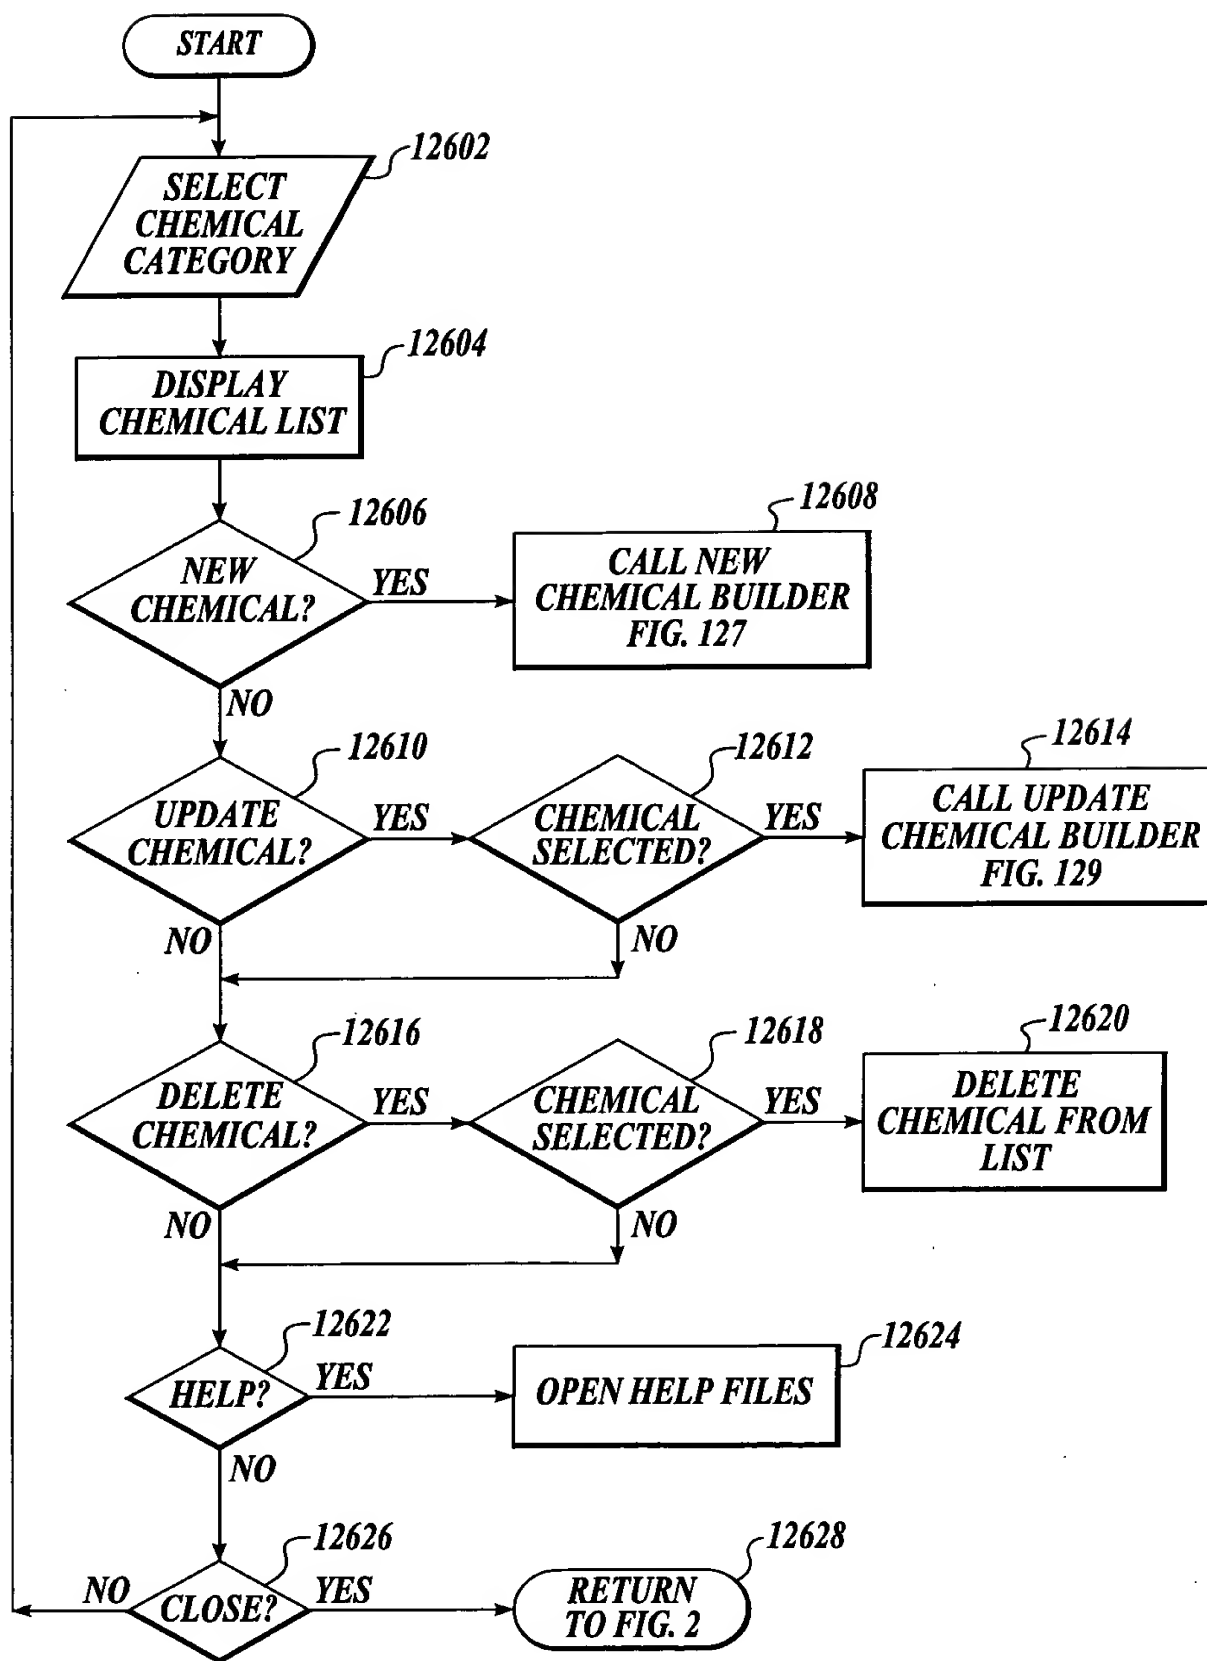 START
12602
SELECT
CHEMICAL
CATEGORY
12604
DISPLAY
CHEMICAL LIST
12606
NEW
CHEMICAL?
YES
NO
12608
CALL NEW
CHEMICAL BUILDER
FIG. 127
12610
UPDATE
CHEMICAL?
YES
NO
12612
CHEMICAL
SELECTED?
YES
NO
12614
CALL UPDATE
CHEMICAL BUILDER
FIG. 129
12616
DELETE
CHEMICAL?
YES
NO
12618
CHEMICAL
SELECTED?
YES
NO
12620
DELETE
CHEMICAL FROM
LIST
12622
HELP?
YES
NO
12624
OPEN HELP FILES
12626
NO
CLOSE?
YES
12628
RETURN
TO FIG. 2